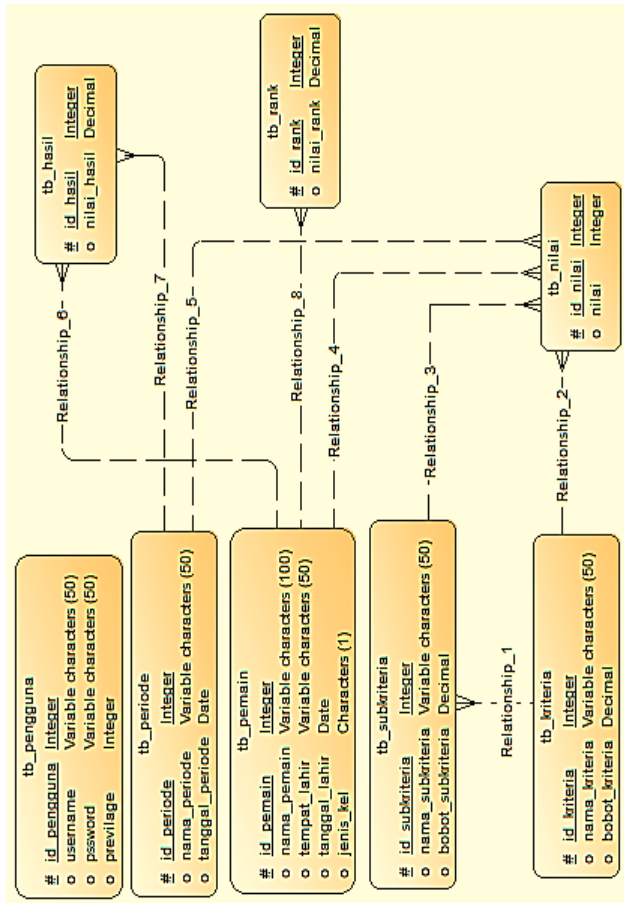 tb_pengguna
# id_pengguna Integer
o username Variable characters (50)
o pssword Variable characters (50)
o previlage Integer
tb_periode
# id_periode Integer
o nama_periode Variable characters (50)
o tanggal_periode Date
tb_pemain
# id_pemain Integer
o nama_pemain Variable characters (100)
o tempat_lahir Variable characters (50)
o tanggal_lahir Date
o jenis_kel Characters (1)
tb_subkriteria
# id_subkriteria Integer
o nama_subkriteria Variable characters (50)
o bobot_subkriteria Decimal
Relationship_1
tb_kriteria
# id_kriteria Integer
o nama_kriteria Variable characters (50)
o bobot_kriteria Decimal
Relationship_6
Relationship_7
Relationship_5
Relationship_8
Relationship_4
Relationship_3
Relationship_2
tb_hasil
# id_hasil Integer
o nilai_hasil Decimal
tb_rank
# id_rank Integer
o nilai_rank Decimal
tb_nilai
# id_nilai Integer
o nilai Integer